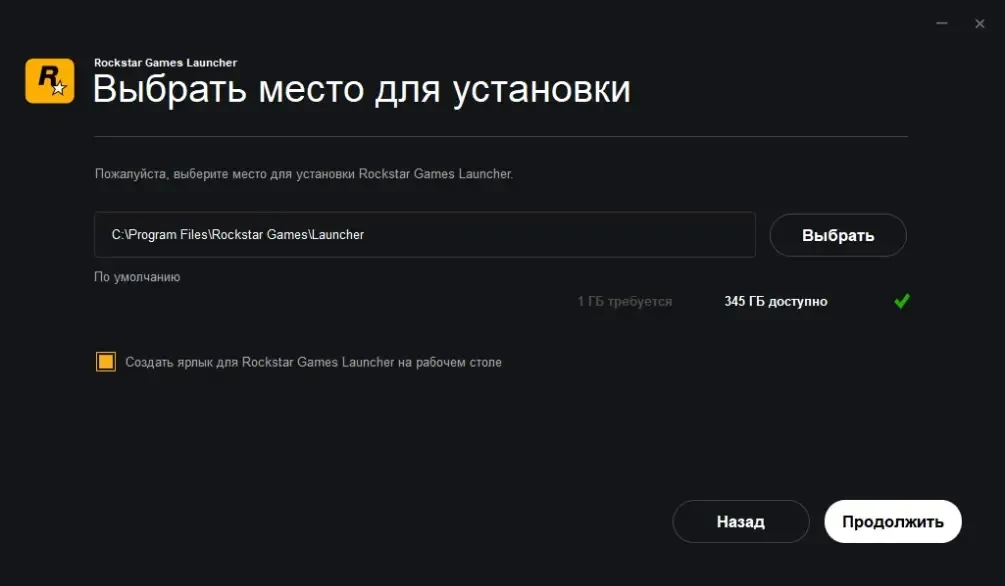 Rockstar Games Launcher
Выбрать место для установки
Пожалуйста, выберите место для установки Rockstar Games Launcher.
C:\Program Files\Rockstar Games\Launcher
Выбрать
По умолчанию
1 ГБ требуется 345 ГБ доступно
Создать ярлык для Rockstar Games Launcher на рабочем столе
Назад Продолжить